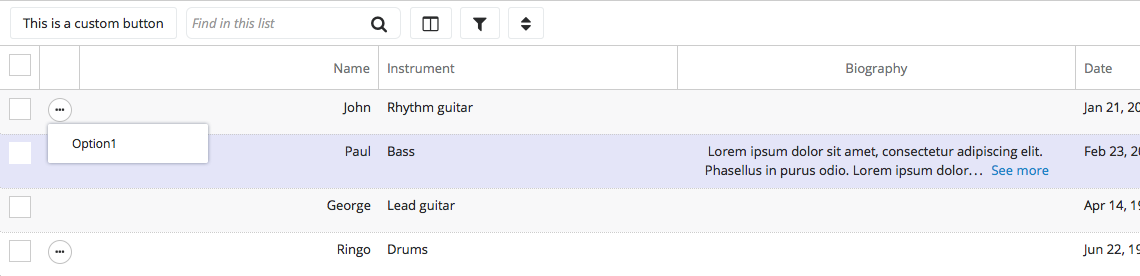 This is a custom button
Find in this list
Name Instrument Biography Date
John Rhythm guitar Jan 21, 20
Option1
Paul Bass Lorem ipsum dolor sit amet, consectetur adipiscing elit. Feb 23, 20
Phasellus in purus odio. Lorem ipsum dolor... See more
George Lead guitar Apr 14, 19
Ringo Drums Jun 22, 19